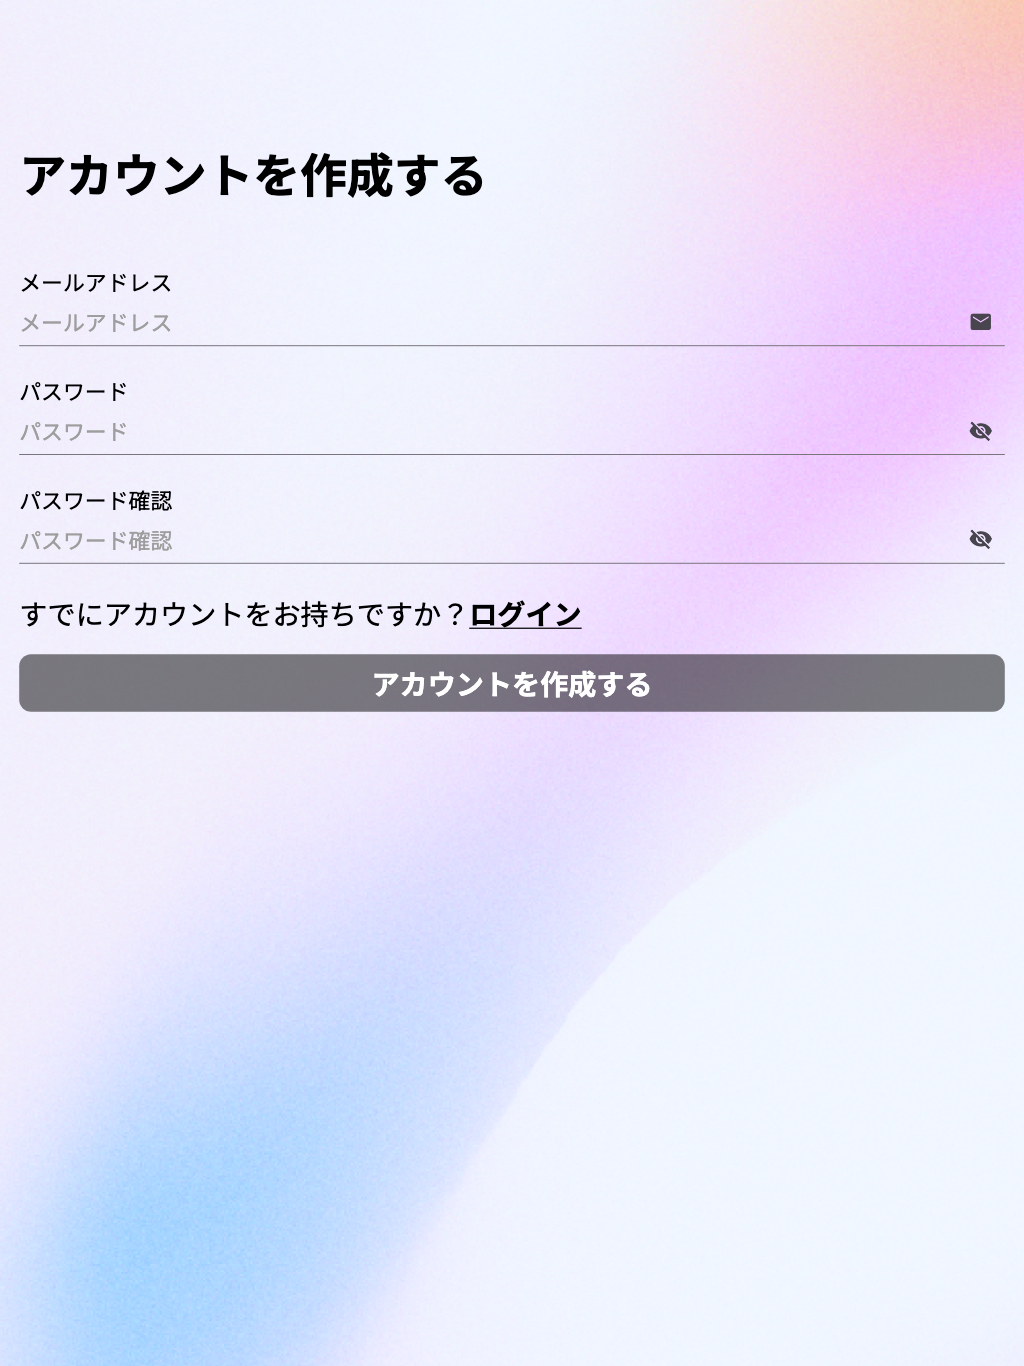 アカウントを作成する
メールアドレス
メールアドレス
パスワード
パスワード
パスワード確認
パスワード確認
すでにアカウントをお持ちですか？ログイン
アカウントを作成する